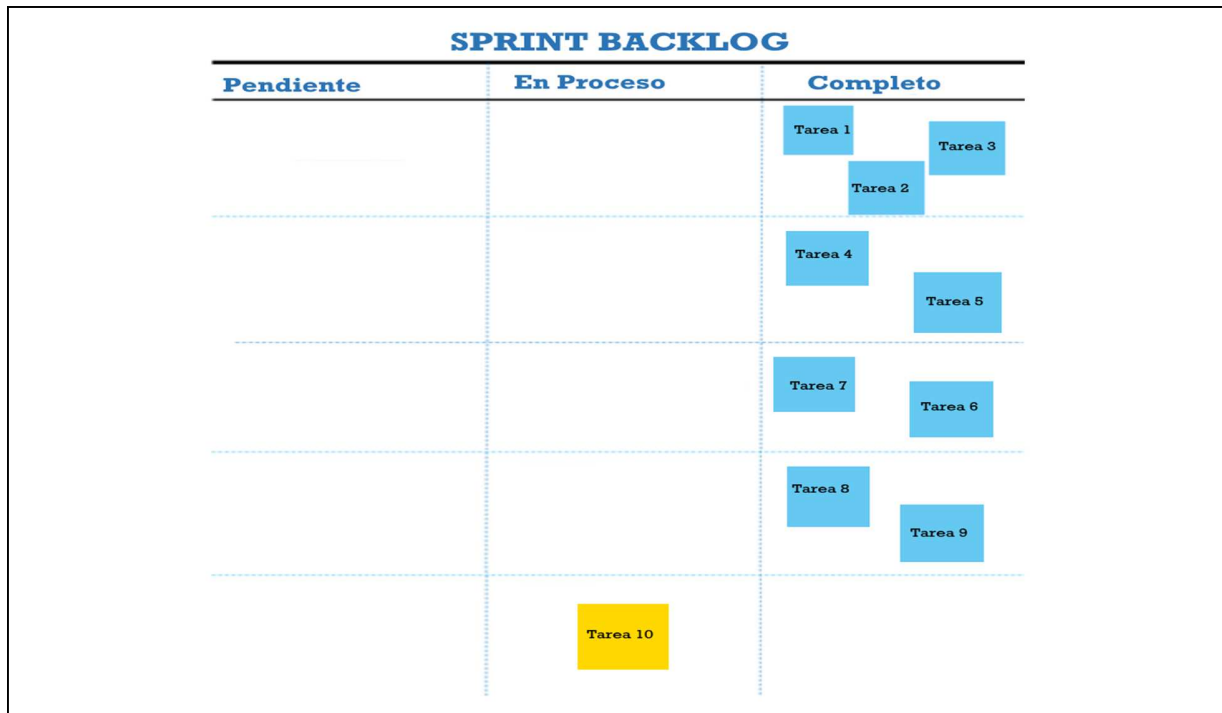 SPRINT BACKLOG
Pendiente
En Proceso
Completo
Tarea 1
Tarea 3
Tarea 2
Tarea 4
Tarea 5
Tarea 7
Tarea 6
Tarea 8
Tarea 9
Tarea 10